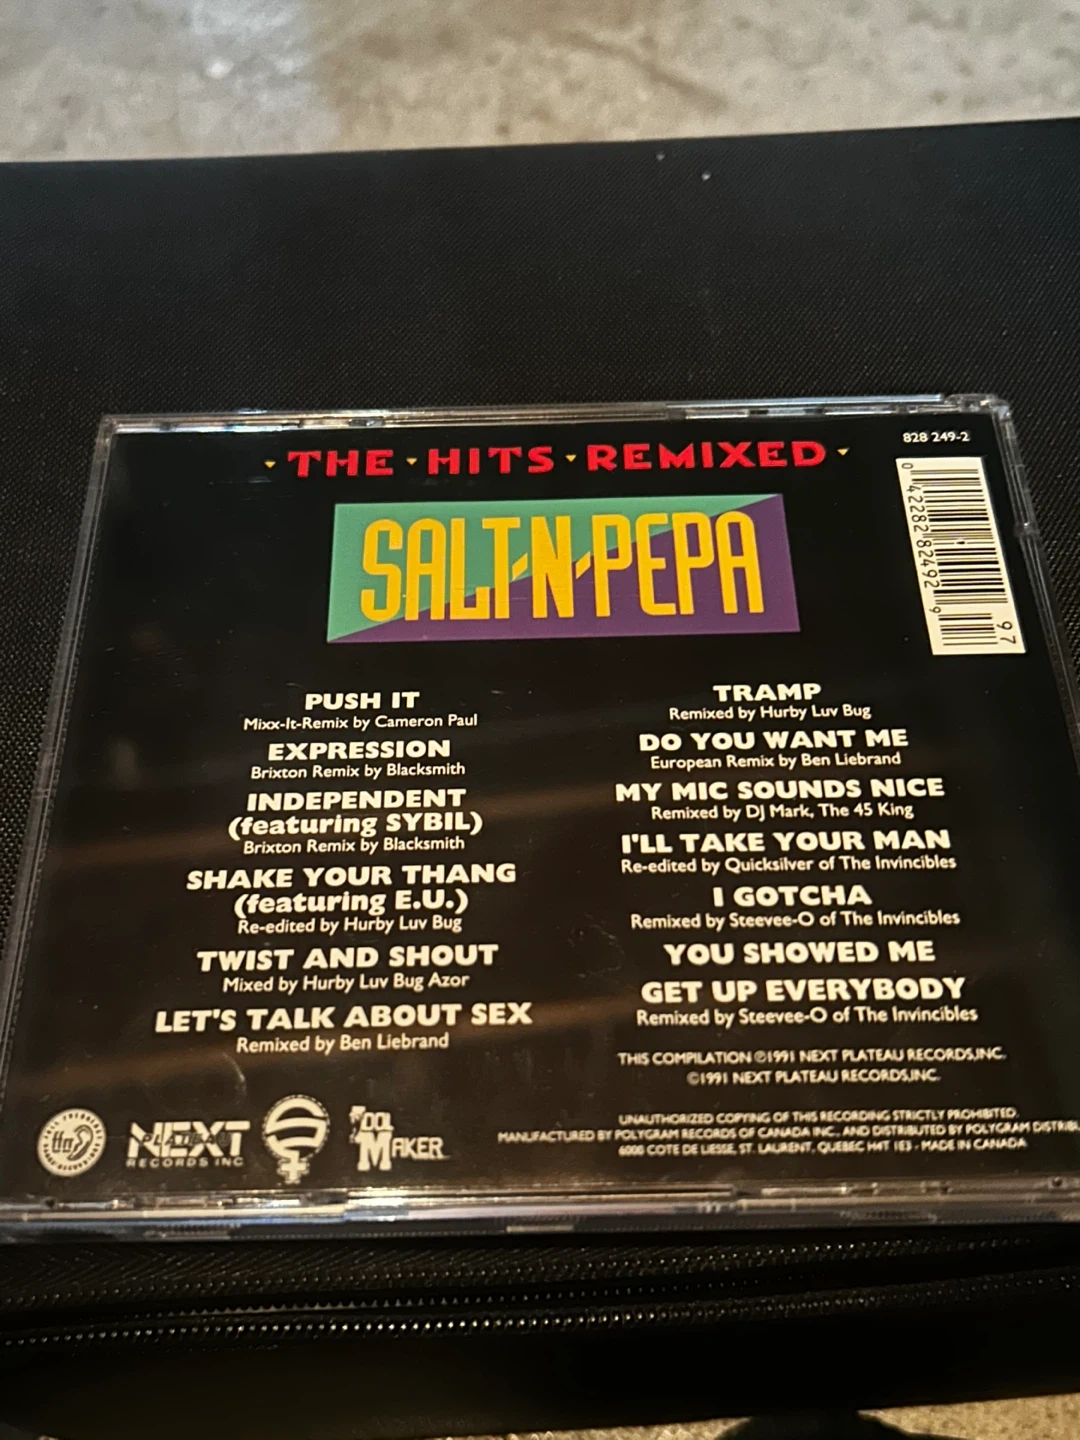 THE HITS REMIXED
828 249-2
SALT-N-PEPA
0 42282 82492 9
97
PUSH IT
Mixx-It-Remix by Cameron Paul
EXPRESSION
Brixton Remix by Blacksmith
INDEPENDENT
(featuring SYBIL)
Brixton Remix by Blacksmith
SHAKE YOUR THANG
(featuring E.U.)
Re-edited by Hurby Luv Bug
TWIST AND SHOUT
Mixed by Hurby Luv Bug Azor
LET'S TALK ABOUT SEX
Remixed by Ben Liebrand
TRAMP
Remixed by Hurby Luv Bug
DO YOU WANT ME
European Remix by Ben Liebrand
MY MIC SOUNDS NICE
Remixed by DJ Mark, The 45 King
I'LL TAKE YOUR MAN
Re-edited by Quicksilver of The Invincibles
I GOTCHA
Remixed by Steevee-O of The Invincibles
YOU SHOWED ME
GET UP EVERYBODY
Remixed by Steevee-O of The Invincibles
THIS COMPILATION ℗1991 NEXT PLATEAU RECORDS,INC.
©1991 NEXT PLATEAU RECORDS,INC.
ffrr
NEXT
PLATEAU
RECORDS INC
IDOL
MAKER
UNAUTHORIZED COPYING OF THIS RECORDING STRICTLY PROHIBITED.
MANUFACTURED BY POLYGRAM RECORDS OF CANADA INC., AND DISTRIBUTED BY POLYGRAM
6000 COTE DE LIESSE, ST. LAURENT, QUEBEC H4T 1E3 - MADE IN CANADA